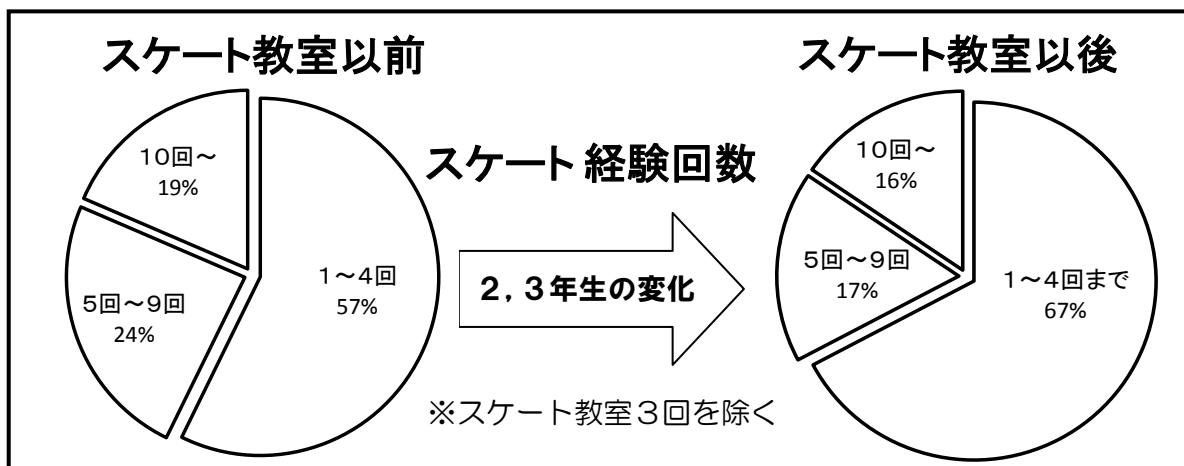 スケート教室以前
スケート教室以後
スケート 経験回数
10回～
19%
5回～9回
24%
1～4回
57%
2，3年生の変化
※スケート教室3回を除く
10回～
16%
5回～9回
17%
1～4回まで
67%